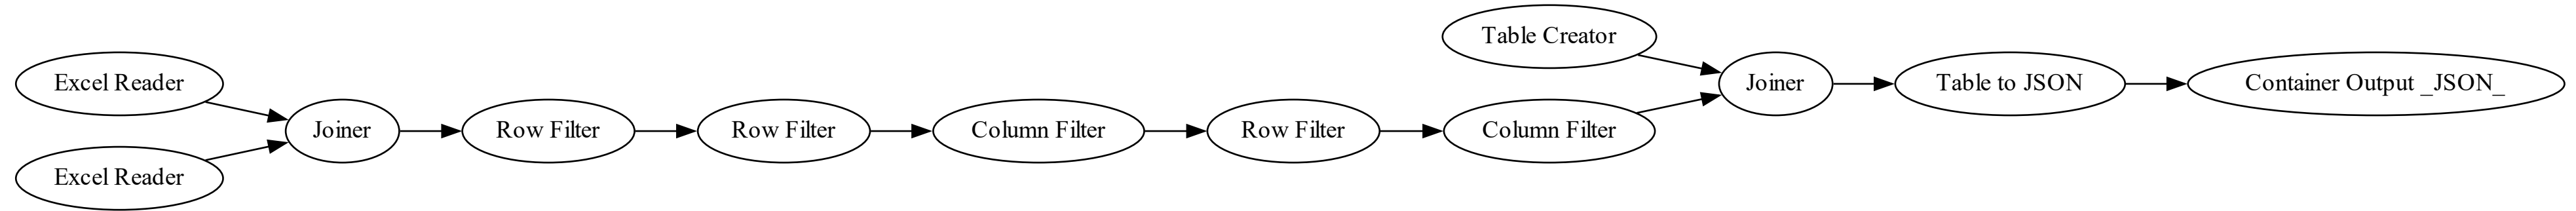 Excel Reader
Excel Reader
Joiner
Row Filter
Row Filter
Column Filter
Row Filter
Column Filter
Table Creator
Joiner
Table to JSON
Container Output _JSON_